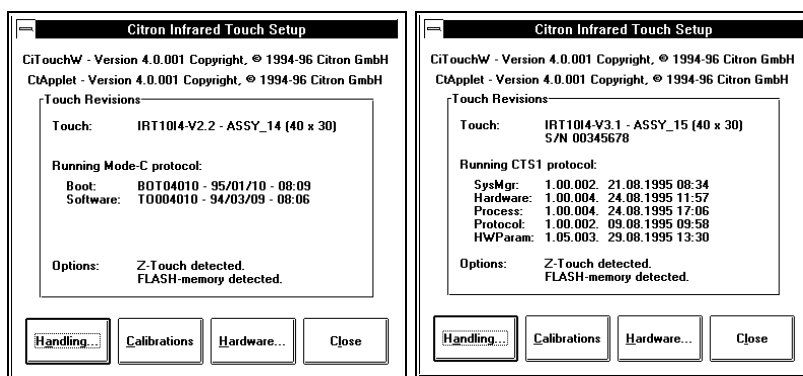 Citron Infrared Touch Setup
CiTouchW - Version 4.0.001 Copyright, © 1994-96 Citron GmbH
CtApplet - Version 4.0.001 Copyright, © 1994-96 Citron GmbH
Touch Revisions
Touch: IRT10I4-V2.2 - ASSY_14 (40 x 30)
Running Mode-C protocol:
Boot: BOT04010 - 95/01/10 - 08:09
Software: TO004010 - 94/03/09 - 08:06
Options: Z-Touch detected.
FLASH-memory detected.
Handling... Calibrations Hardware... Close
Citron Infrared Touch Setup
CiTouchW - Version 4.0.001 Copyright, © 1994-96 Citron GmbH
CtApplet - Version 4.0.001 Copyright, © 1994-96 Citron GmbH
Touch Revisions
Touch: IRT10I4-V3.1 - ASSY_15 (40 x 30)
S/N 00345678
Running CTS1 protocol:
SysMgr: 1.00.002. 21.08.1995 08:34
Hardware: 1.00.004. 24.08.1995 11:57
Process: 1.00.004. 24.08.1995 17:06
Protocol: 1.00.002. 09.08.1995 09:58
HWParam: 1.05.003. 29.08.1995 13:30
Options: Z-Touch detected.
FLASH-memory detected.
Handling... Calibrations Hardware... Close